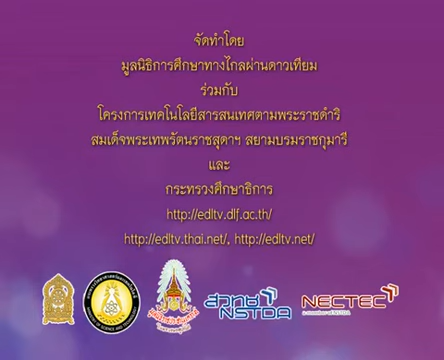 จัดทำโดย
มูลนิธิการศึกษาทางไกลผ่านดาวเทียม
ร่วมกับ
โครงการเทคโนโลยีสารสนเทศตามพระราชดำริ
สมเด็จพระเทพรัตนราชสุดาฯ สยามบรมราชกุมารี
และ
กระทรวงศึกษาธิการ
http://edltv.dlf.ac.th/
http://edltv.thai.net/, http://edltv.net/
สวทช
NSTDA
NECTEC
a member of NSTDA